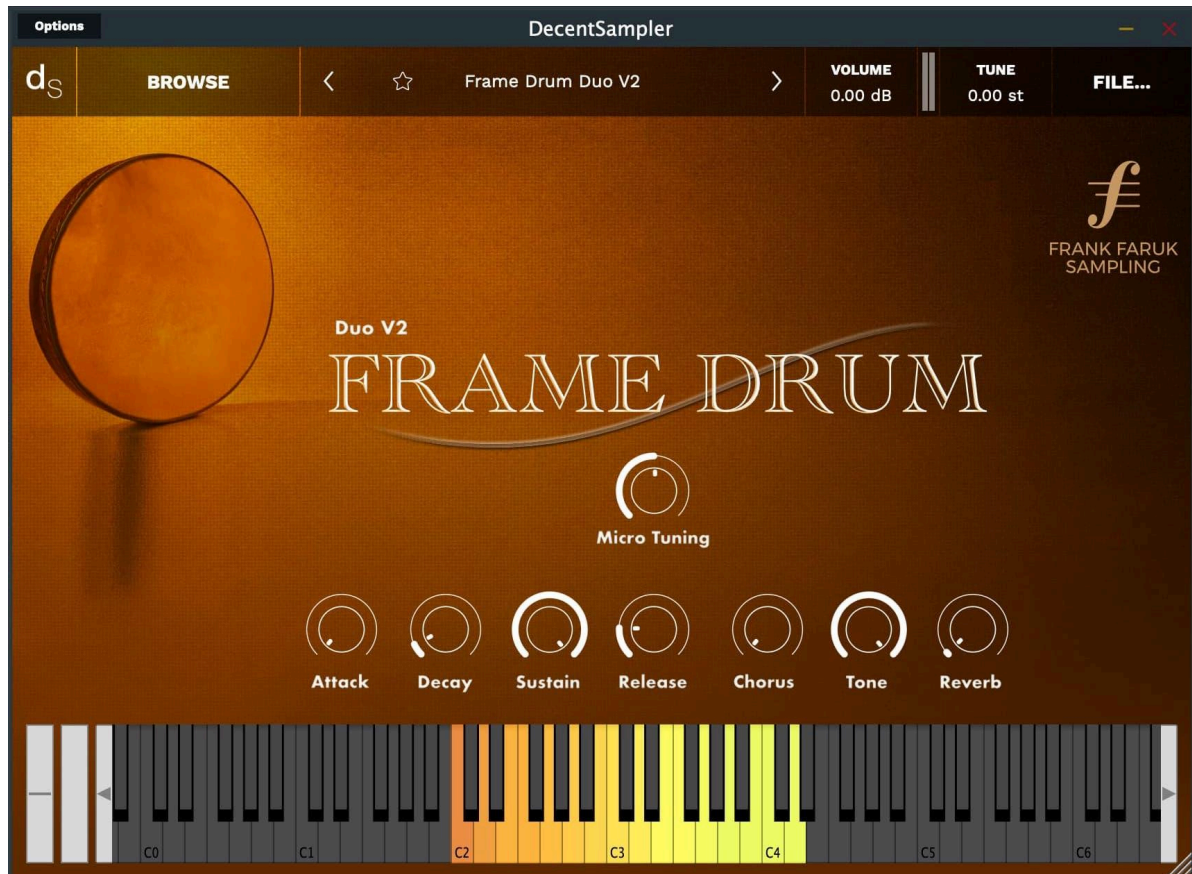 Options
DecentSampler
dS
BROWSE
Frame Drum Duo V2
VOLUME
0.00 dB
TUNE
0.00 st
FILE...
FRANK FARUK
SAMPLING
Duo V2
FRAME DRUM
Micro Tuning
Attack Decay Sustain Release Chorus Tone Reverb
C0 C1 C2 C3 C4 C5 C6